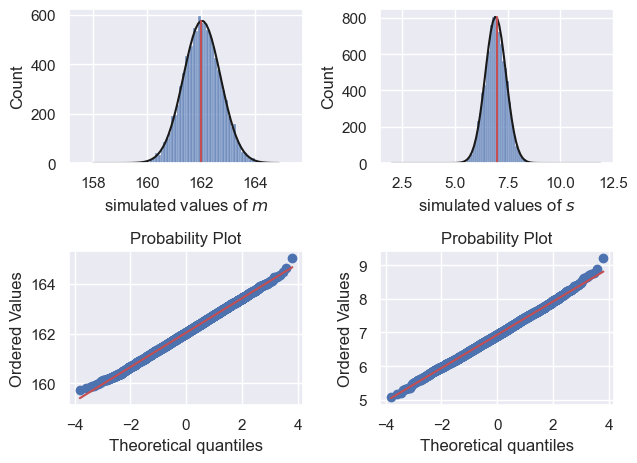 600
400
200
0
Count
158 160 162 164
simulated values of m
800
600
400
200
0
Count
2.5 5.0 7.5 10.0 12.5
simulated values of s
Probability Plot
164
162
160
Ordered Values
−4 −2 0 2 4
Theoretical quantiles
Probability Plot
9
8
7
6
5
Ordered Values
−4 −2 0 2 4
Theoretical quantiles